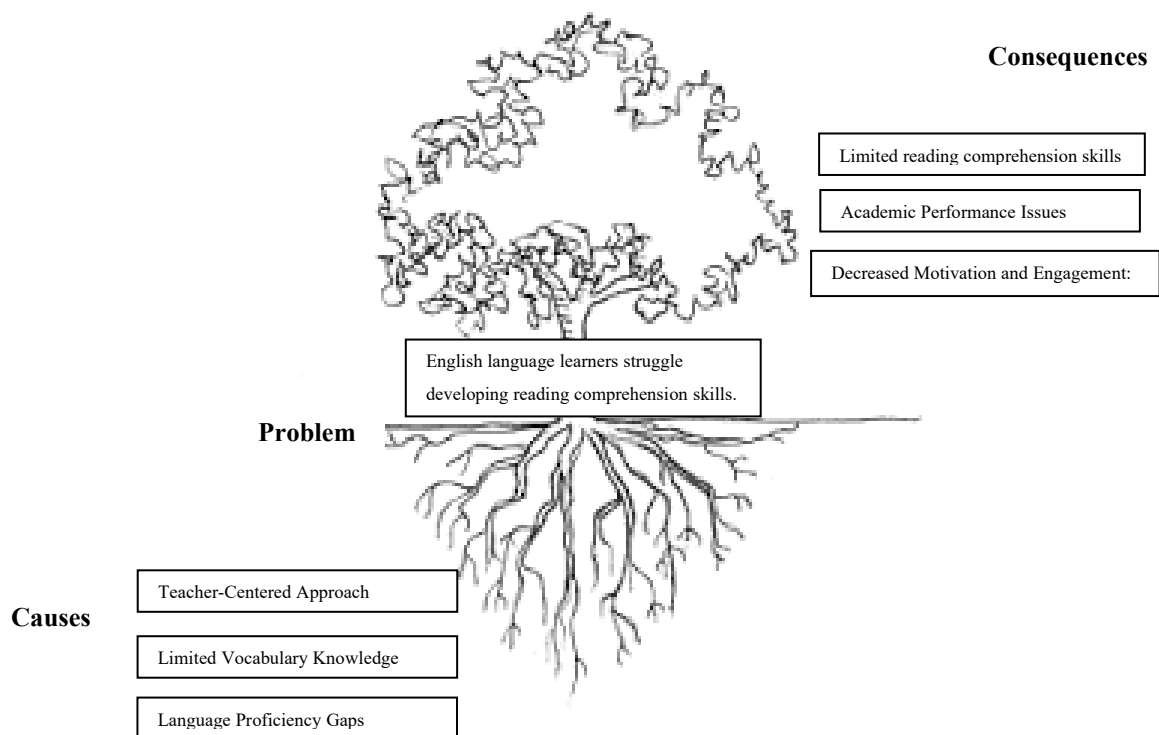 Consequences
Limited reading comprehension skills
Academic Performance Issues
Decreased Motivation and Engagement:
English language learners struggle
developing reading comprehension skills.
Problem
Teacher-Centered Approach
Causes
Limited Vocabulary Knowledge
Language Proficiency Gaps